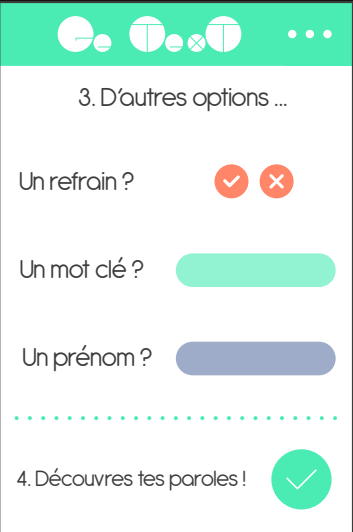 3. D'autres options ...
Un refrain ?
Un mot clé ?
Un prénom ?
4. Découvres tes paroles !